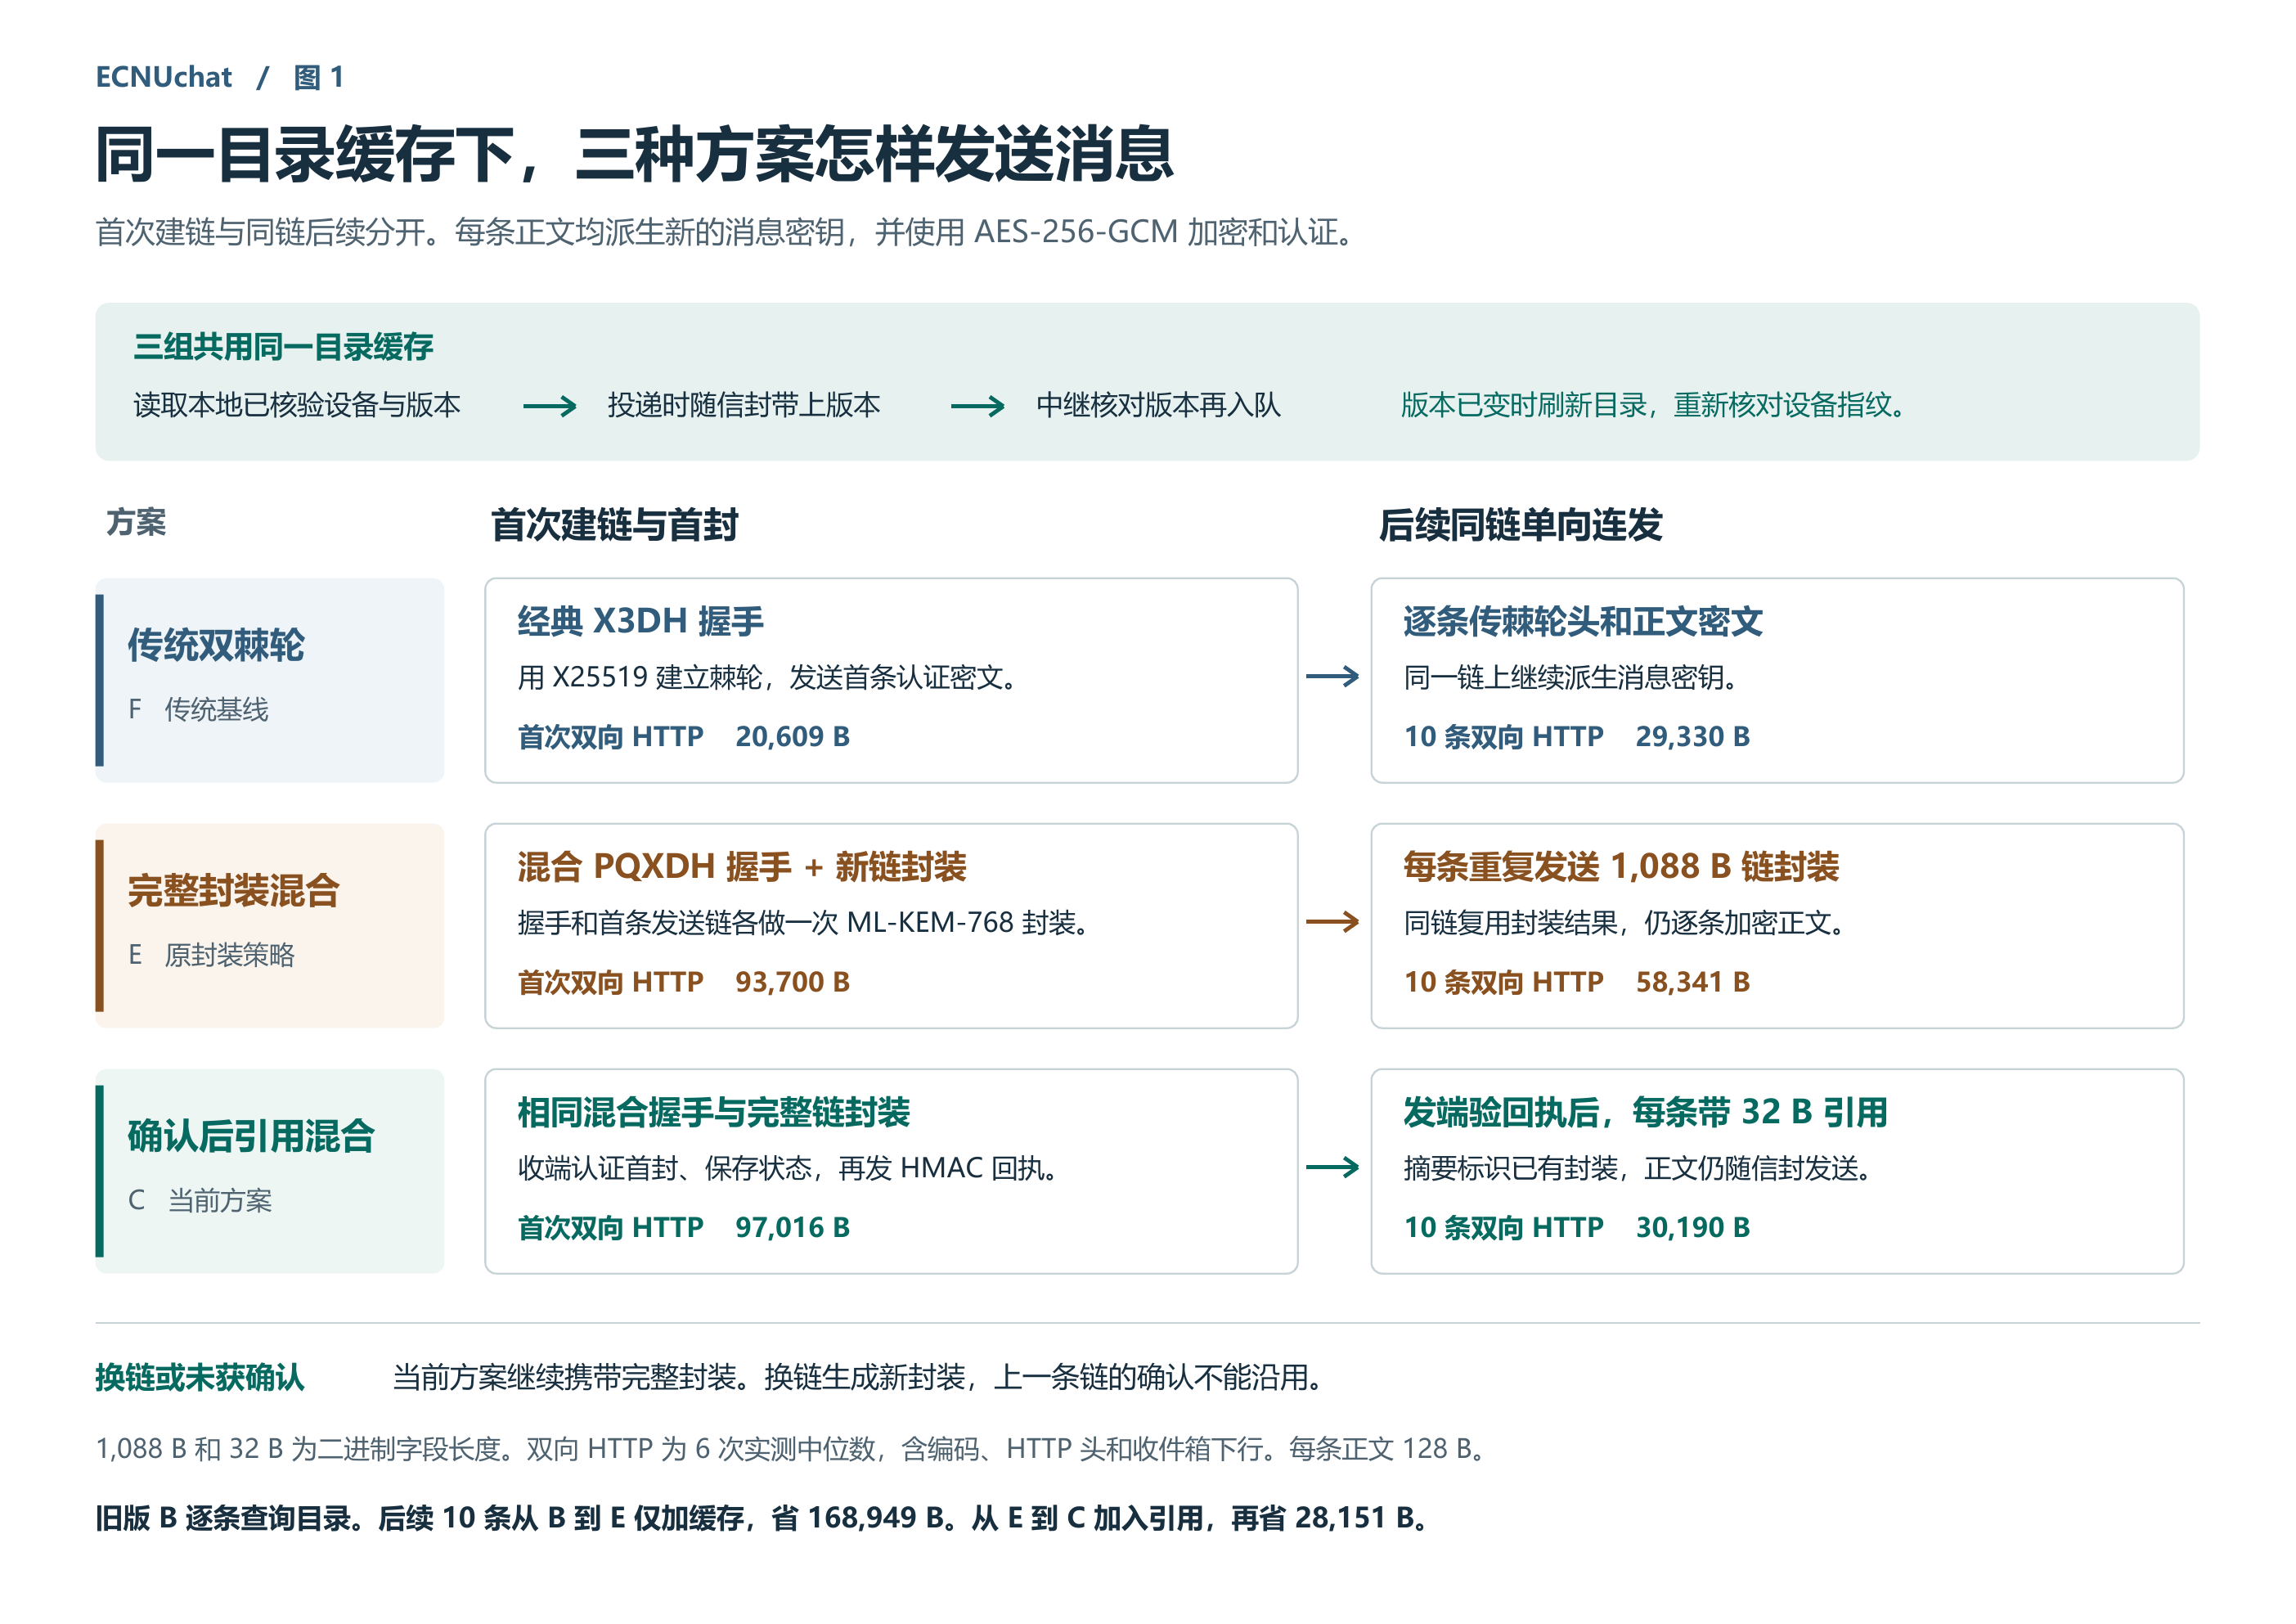 ECNUchat / 图 1
同一目录缓存下，三种方案怎样发送消息
首次建链与同链后续分开。每条正文均派生新的消息密钥，并使用 AES-256-GCM 加密和认证。
三组共用同一目录缓存
读取本地已核验设备与版本 → 投递时随信封带上版本 → 中继核对版本再入队 版本已变时刷新目录，重新核对设备指纹。
方案 首次建链与首封 后续同链单向连发
传统双棘轮
F 传统基线
经典 X3DH 握手
用 X25519 建立棘轮，发送首条认证密文。
首次双向 HTTP 20,609 B
→
逐条传棘轮头和正文密文
同一链上继续派生消息密钥。
10 条双向 HTTP 29,330 B
完整封装混合
E 原封装策略
混合 PQXDH 握手 + 新链封装
握手和首条发送链各做一次 ML-KEM-768 封装。
首次双向 HTTP 93,700 B
→
每条重复发送 1,088 B 链封装
同链复用封装结果，仍逐条加密正文。
10 条双向 HTTP 58,341 B
确认后引用混合
C 当前方案
相同混合握手与完整链封装
收端认证首封、保存状态，再发 HMAC 回执。
首次双向 HTTP 97,016 B
→
发端验回执后，每条带 32 B 引用
摘要标识已有封装，正文仍随信封发送。
10 条双向 HTTP 30,190 B
换链或未获确认 当前方案继续携带完整封装。换链生成新封装，上一条链的确认不能沿用。
1,088 B 和 32 B 为二进制字段长度。双向 HTTP 为 6 次实测中位数，含编码、HTTP 头和收件箱下行。每条正文 128 B。
旧版 B 逐条查询目录。后续 10 条从 B 到 E 仅加缓存，省 168,949 B。从 E 到 C 加入引用，再省 28,151 B。